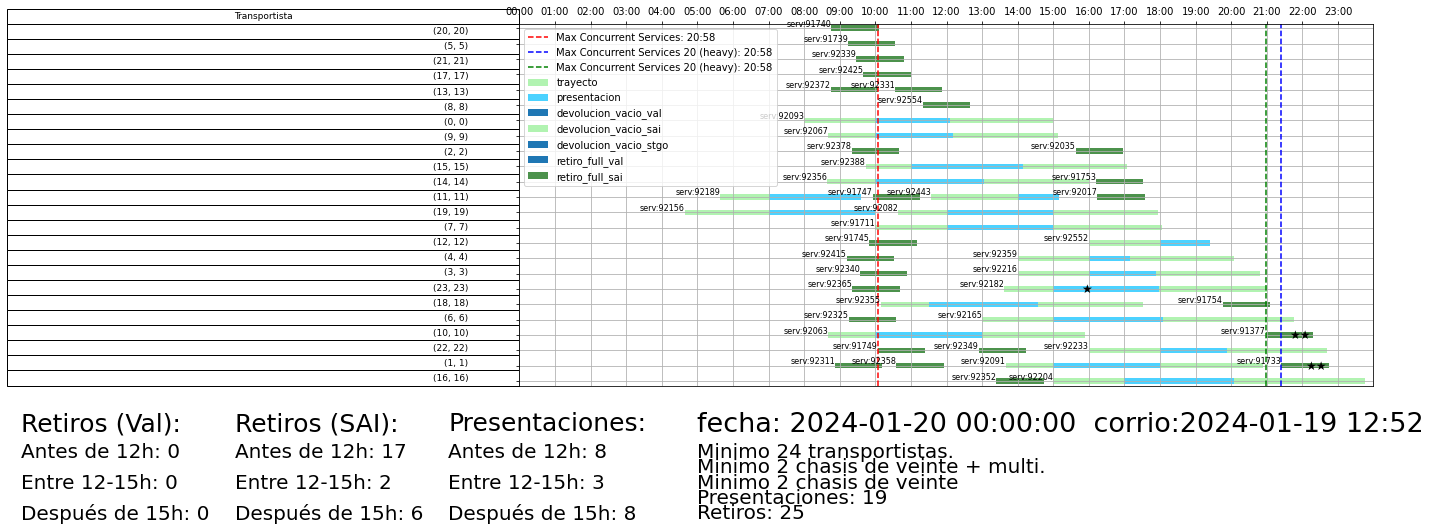 Transportista
00:00 01:00 02:00 03:00 04:00 05:00 06:00 07:00 08:00 09:00 10:00 11:00 12:00 13:00 14:00 15:00 16:00 17:00 18:00 19:00 20:00 21:00 22:00 23:00
(20, 20) serv:91740
(5, 5) serv:91739
(21, 21) serv:92339
(17, 17) serv:92425
(13, 13) serv:92372 serv:92331
(8, 8) serv:92554
(0, 0) serv:92093
(9, 9) serv:92067
(2, 2) serv:92378 serv:92035
(15, 15) serv:92388
(14, 14) serv:92356 serv:91753
(11, 11) serv:92189 serv:91747 serv:92443 serv:92017
(19, 19) serv:92156 serv:92082
(7, 7) serv:91711
(12, 12) serv:91745 serv:92552
(4, 4) serv:92415 serv:92359
(3, 3) serv:92340 serv:92216
(23, 23) serv:92365 serv:92182
(18, 18) serv:92355 serv:91754
(6, 6) serv:92325 serv:92165
(10, 10) serv:92063 serv:91377
(22, 22) serv:91749 serv:92349 serv:92233
(1, 1) serv:92311 serv:92358 serv:92091 serv:91733
(16, 16) serv:92352 serv:92204
Max Concurrent Services: 20:58
Max Concurrent Services 20 (heavy): 20:58
Max Concurrent Services 20 (heavy): 20:58
trayecto
presentacion
devolucion_vacio_val
devolucion_vacio_sai
devolucion_vacio_stgo
retiro_full_val
retiro_full_sai
Retiros (Val):
Antes de 12h: 0
Entre 12-15h: 0
Después de 15h: 0
Retiros (SAI):
Antes de 12h: 17
Entre 12-15h: 2
Después de 15h: 6
Presentaciones:
Antes de 12h: 8
Entre 12-15h: 3
Después de 15h: 8
fecha: 2024-01-20 00:00:00 corrio:2024-01-19 12:52
Minimo 24 transportistas.
Minimo 2 chasis de veinte + multi.
Minimo 2 chasis de veinte
Presentaciones: 19
Retiros: 25